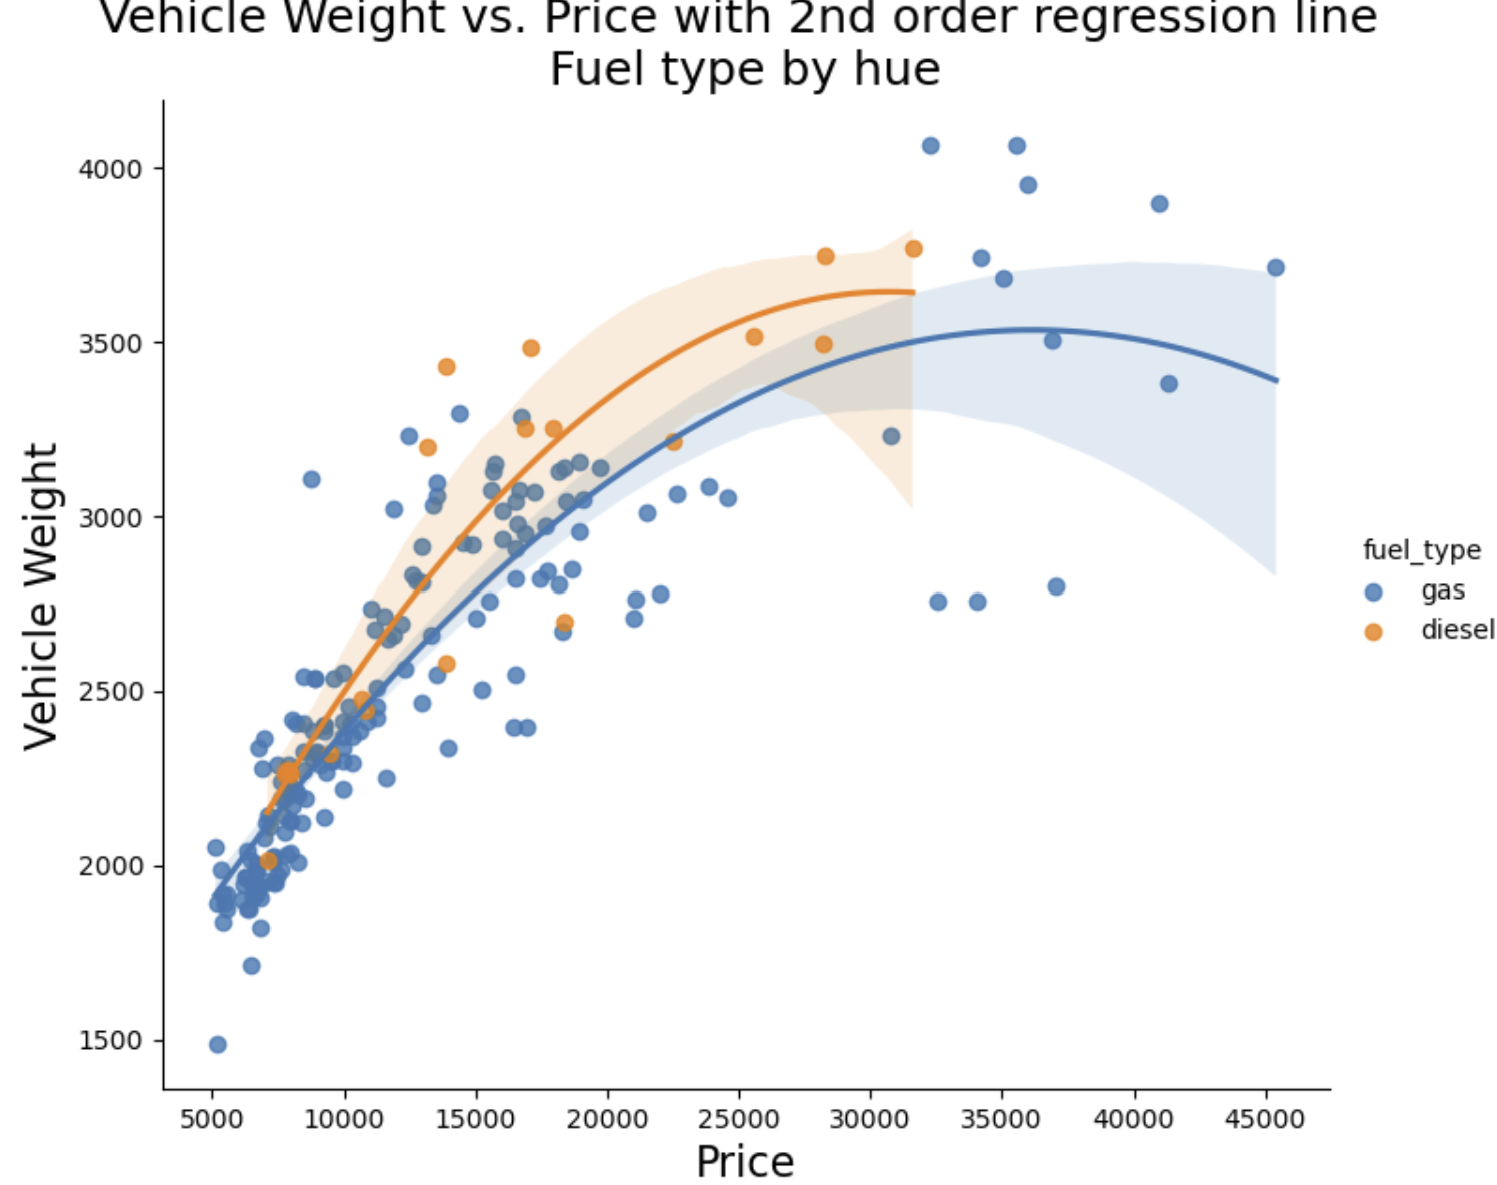 Vehicle Weight vs. Price with 2nd order regression line
Fuel type by hue
4000
3500
3000
2500
2000
1500
Vehicle Weight
5000 10000 15000 20000 25000 30000 35000 40000 45000
Price
fuel_type
gas
diesel